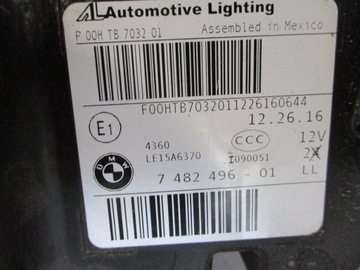 AL Automotive Lighting
F 00H TB 7032 01 Assembled in Mexico
F00HTB7032011226160644
12.26.16
E1 4360 CCC 12V
LE15A6370 I090051 2X
BMW 7 482 496 - 01 LL